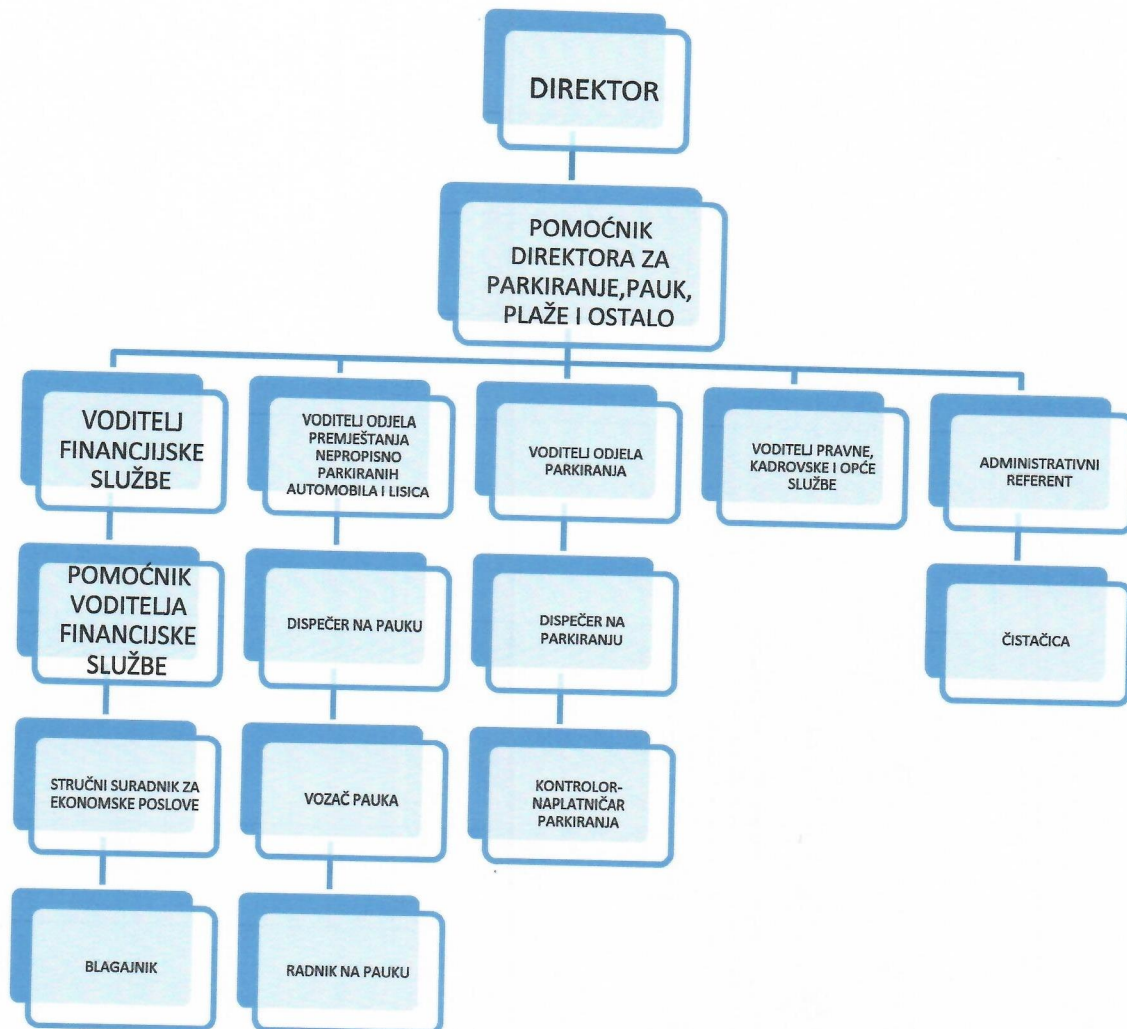 DIREKTOR
POMOĆNIK
DIREKTORA ZA
PARKIRANJE,PAUK,
PLAŽE I OSTALO
VODITELJ
FINANCIJSKE
SLUŽBE
VODITELJ ODJELA
PREMJEŠTANJA
NEPROPISNO
PARKIRANIH
AUTOMOBILA I LISICA
VODITELJ ODJELA
PARKIRANJA
VODITELJ PRAVNE,
KADROVSKE I OPĆE
SLUŽBE
ADMINISTRATIVNI
REFERENT
POMOĆNIK
VODITELJA
FINANCIJSKE
SLUŽBE
DISPEČER NA PAUKU
DISPEČER NA
PARKIRANJU
ČISTAČICA
STRUČNI SURADNIK ZA
EKONOMSKE POSLOVE
VOZAČ PAUKA
KONTROLOR-
NAPLATNIČAR
PARKIRANJA
BLAGAJNIK
RADNIK NA PAUKU